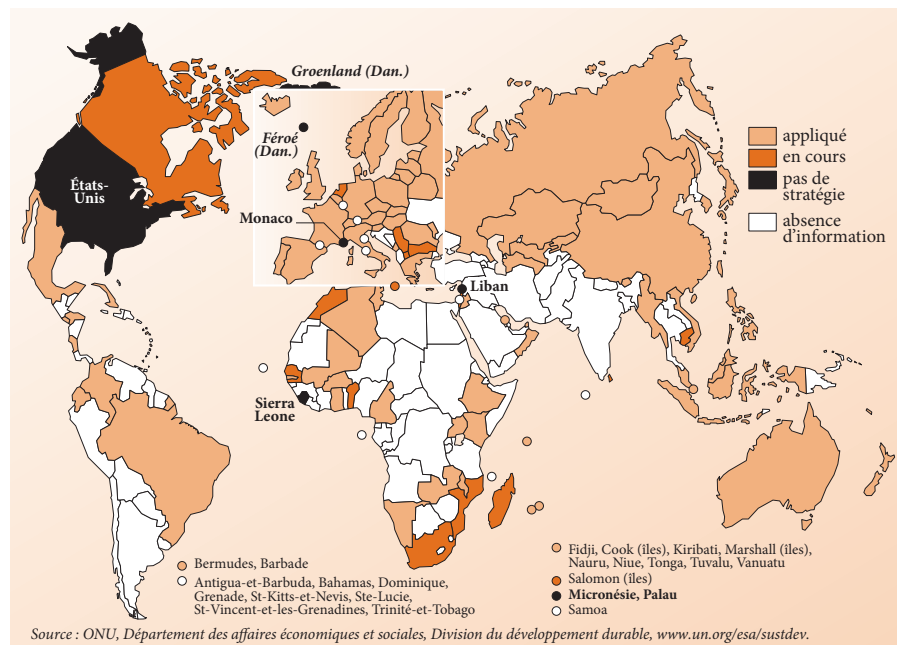 Groenland (Dan.)
Féroé
(Dan.)
Monaco
États-
Unis
appliqué
en cours
pas de
stratégie
absence
d'information
Liban
Sierra
Leone
Bermudes, Barbade
Antigua-et-Barbuda, Bahamas, Dominique,
Grenade, St-Kitts-et-Nevis, Ste-Lucie,
St-Vincent-et-les-Grenadines, Trinité-et-Tobago
Fidji, Cook (îles), Kiribati, Marshall (îles),
Nauru, Niue, Tonga, Tuvalu, Vanuatu
Salomon (îles)
Micronésie, Palau
Samoa
Source : ONU, Département des affaires économiques et sociales, Division du développement durable, www.un.org/esa/sustdev.